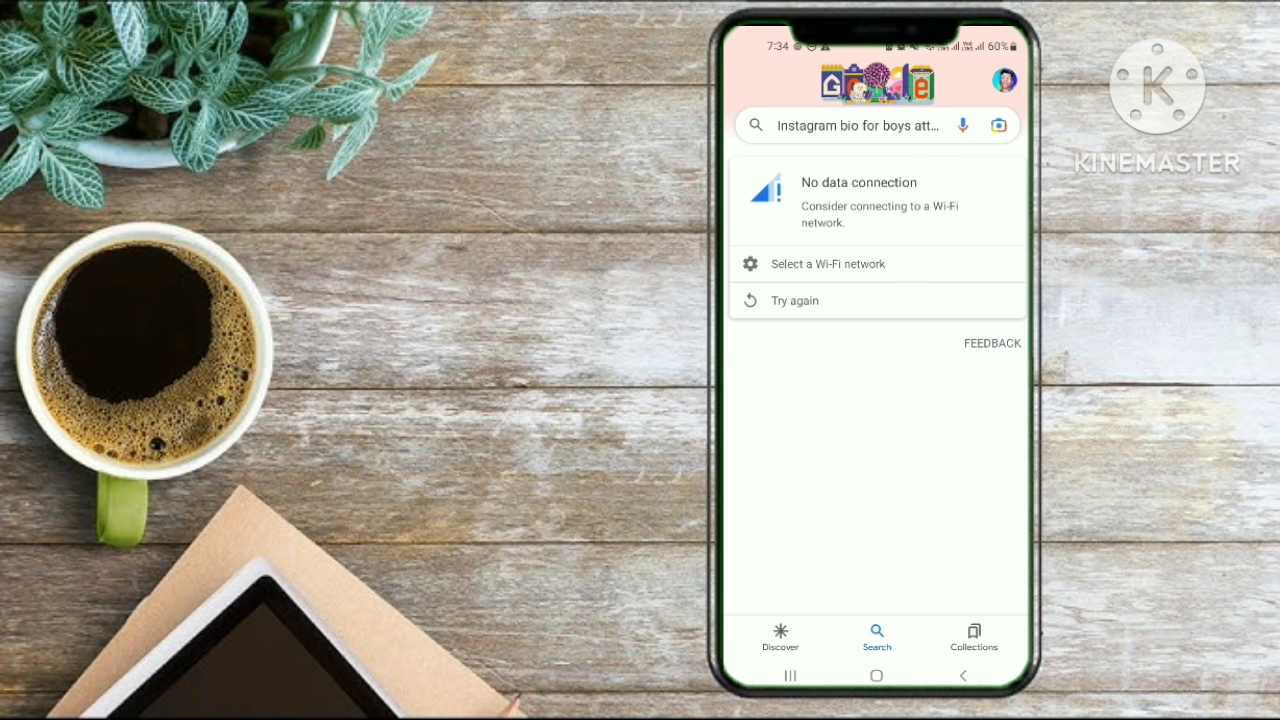 7:34
60%
Google
Instagram bio for boys att...
No data connection
Consider connecting to a Wi-Fi
network.
Select a Wi-Fi network
Try again
FEEDBACK
Discover
Search
Collections
K
KINEMASTER